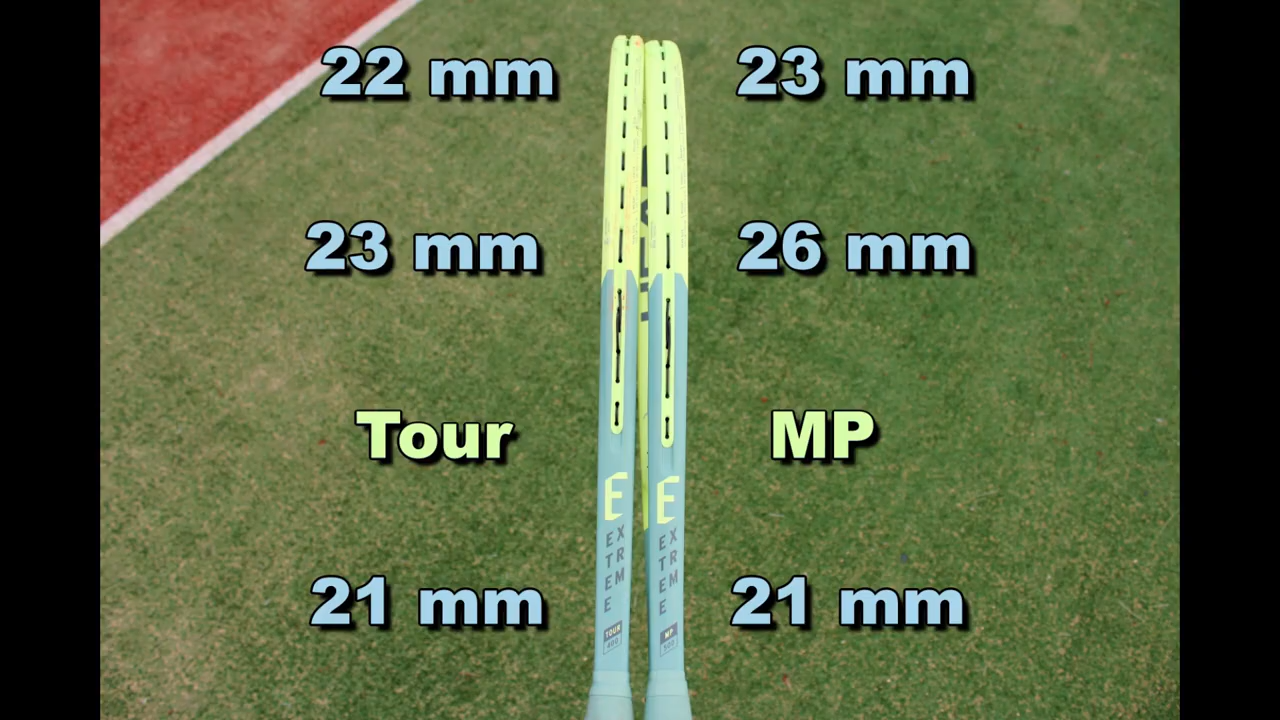 22 mm
23 mm
23 mm
26 mm
Tour
MP
E
E
EXTREME
EXTREME
21 mm
21 mm
TOUR
MP